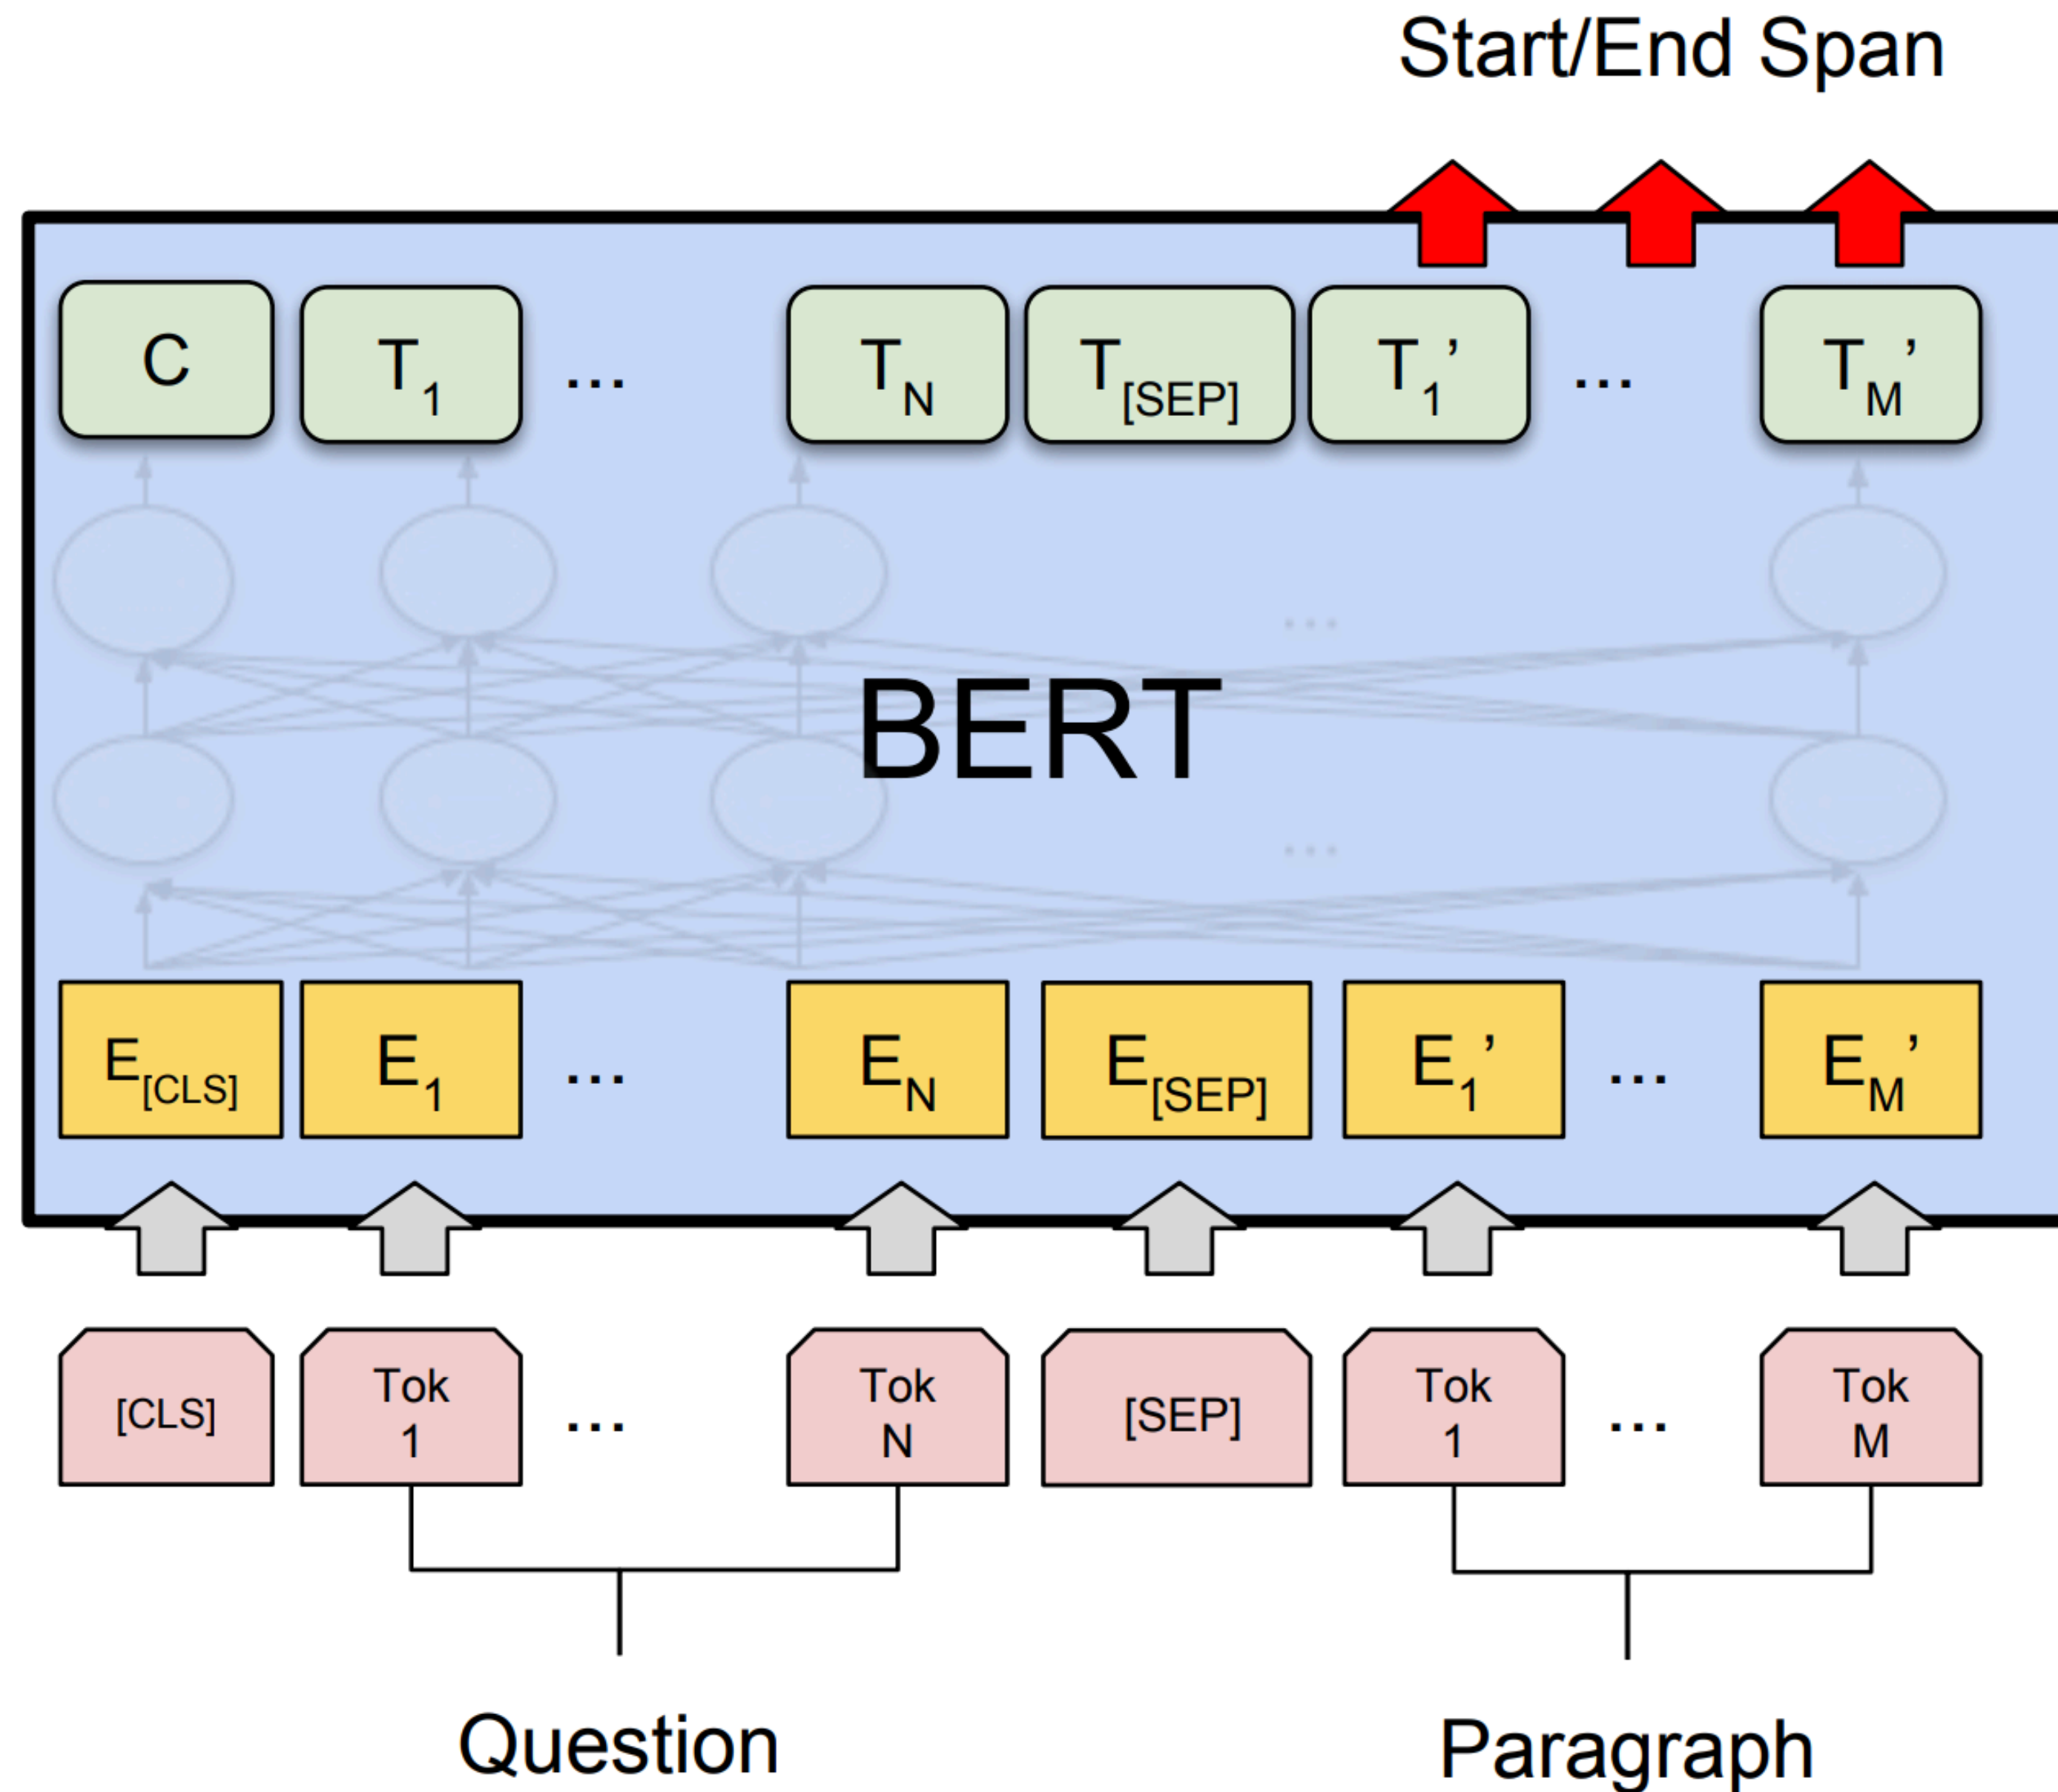 Start/End Span
C T1 ... TN T[SEP] T1’ ... TM’
...
BERT
...
E[CLS] E1 ... EN E[SEP] E1’ ... EM’
[CLS] Tok 1 ... Tok N [SEP] Tok 1 ... Tok M
Question Paragraph